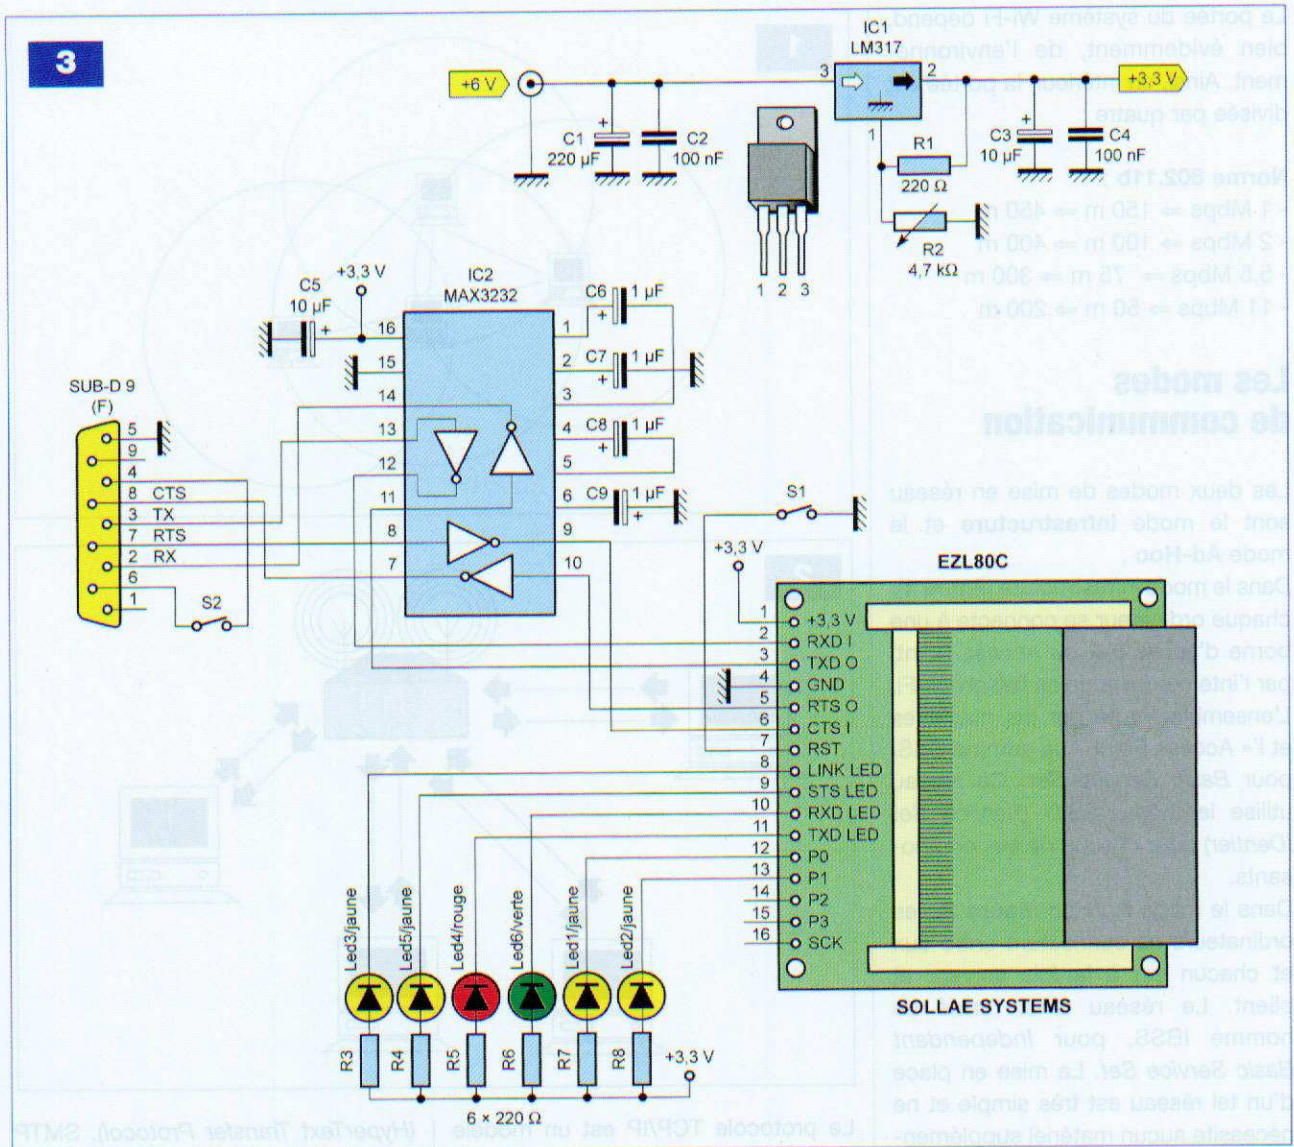 3
IC1
LM317
+6 V
3
2
+3,3 V
1
C1
220 µF
C2
100 nF
R1
220 Ω
C3
10 µF
C4
100 nF
R2
4,7 kΩ
1 2 3
+3,3 V
C5
10 µF
IC2
MAX3232
C6 1 µF
C7 1 µF
C8 1 µF
C9 1 µF
16
15
14
13
12
11
8
7
1
2
3
4
5
6
9
10
SUB-D 9
(F)
5
9
4
8 CTS
3 TX
7 RTS
2 RX
6
1
S2
S1
+3,3 V
EZL80C
1 +3,3 V
2 RXD I
3 TXD O
4 GND
5 RTS O
6 CTS I
7 RST
8 LINK LED
9 STS LED
10 RXD LED
11 TXD LED
12 P0
13 P1
14 P2
15 P3
16 SCK
SOLLAE SYSTEMS
Led3/jaune
Led5/jaune
Led4/rouge
Led6/verte
Led1/jaune
Led2/jaune
R3
R4
R5
R6
R7
R8
+3,3 V
6 × 220 Ω